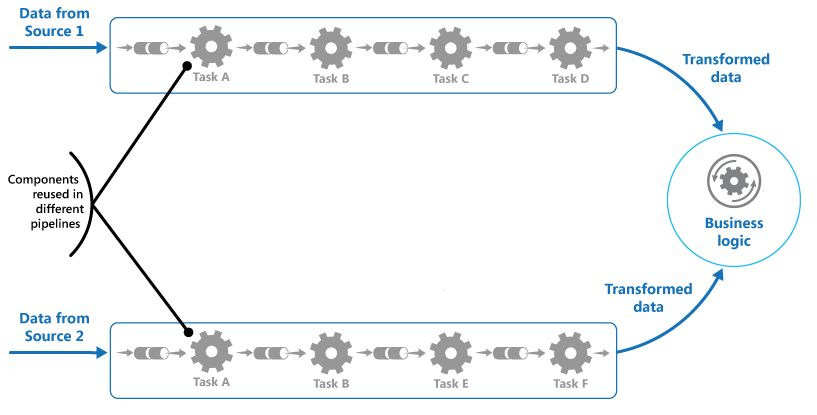 Data from
Source 1
Task A
Task B
Task C
Task D
Transformed
data
Components
reused in
different
pipelines
Business
logic
Transformed
data
Data from
Source 2
Task A
Task B
Task E
Task F